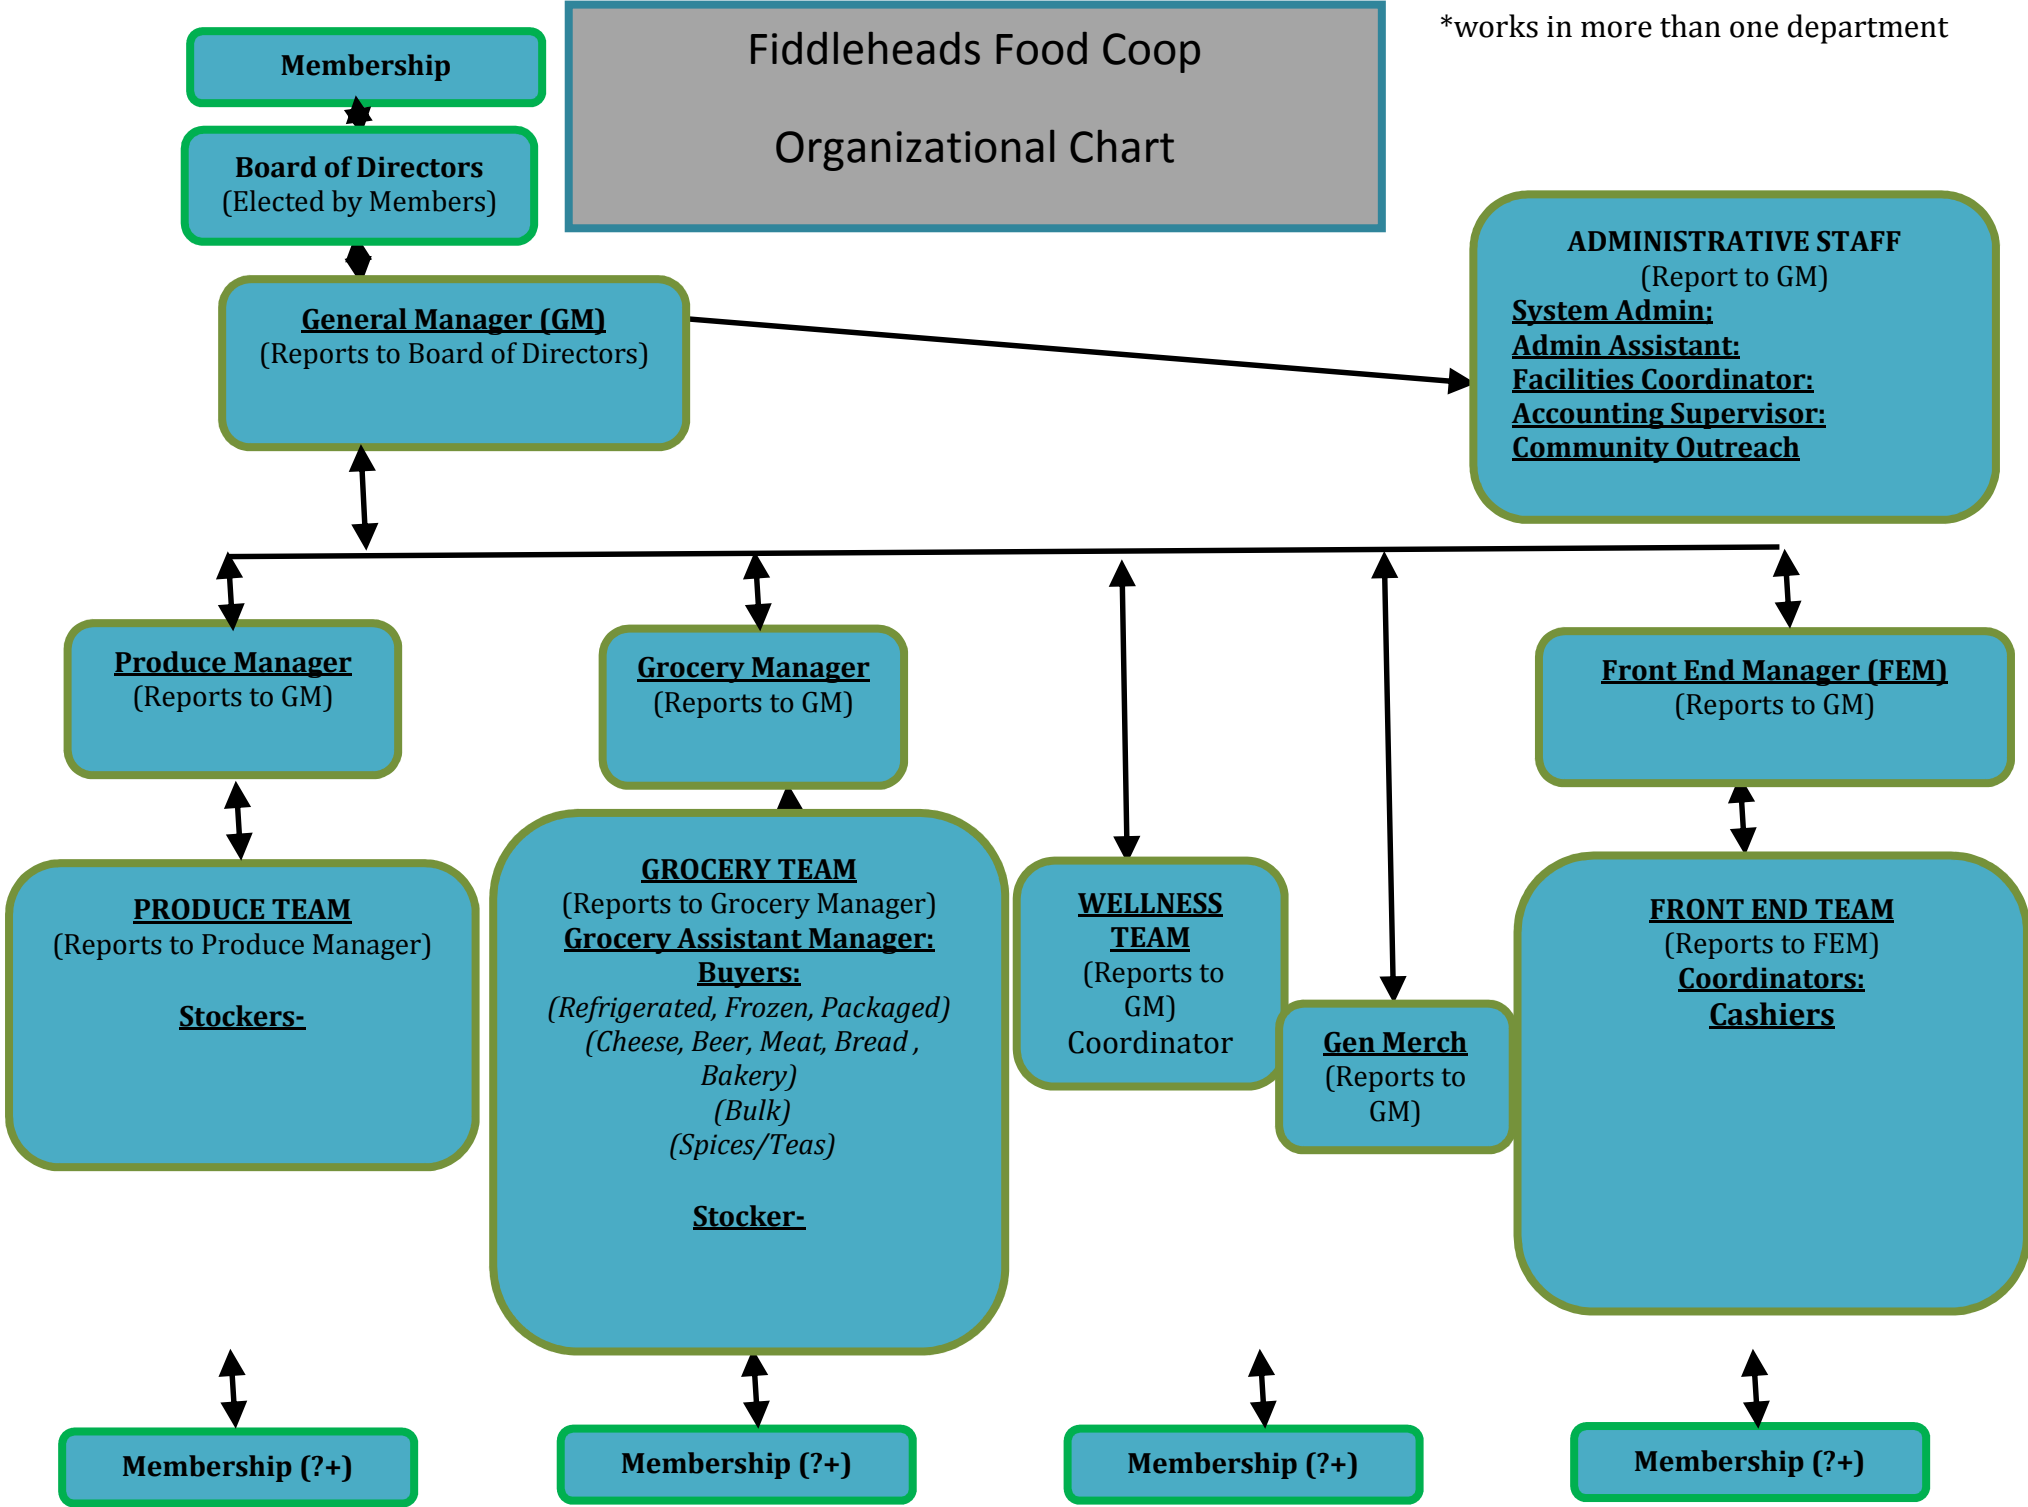 Fiddleheads Food Coop
Organizational Chart
*works in more than one department
Membership
Board of Directors
(Elected by Members)
General Manager (GM)
(Reports to Board of Directors)
ADMINISTRATIVE STAFF
(Report to GM)
System Admin;
Admin Assistant:
Facilities Coordinator:
Accounting Supervisor:
Community Outreach
Produce Manager
(Reports to GM)
Grocery Manager
(Reports to GM)
Front End Manager (FEM)
(Reports to GM)
PRODUCE TEAM
(Reports to Produce Manager)
Stockers-
GROCERY TEAM
(Reports to Grocery Manager)
Grocery Assistant Manager:
Buyers:
(Refrigerated, Frozen, Packaged)
(Cheese, Beer, Meat, Bread ,
Bakery)
(Bulk)
(Spices/Teas)
Stocker-
WELLNESS
TEAM
(Reports to
GM)
Coordinator
Gen Merch
(Reports to
GM)
FRONT END TEAM
(Reports to FEM)
Coordinators:
Cashiers
Membership (?+)
Membership (?+)
Membership (?+)
Membership (?+)